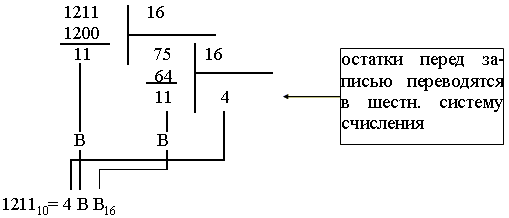 1211 16
1200
11 75 16
64
11 4
B B
1211₁₀= 4 B B₁₆
остатки перед за-
писью переводятся
в шестн. систему
счисления